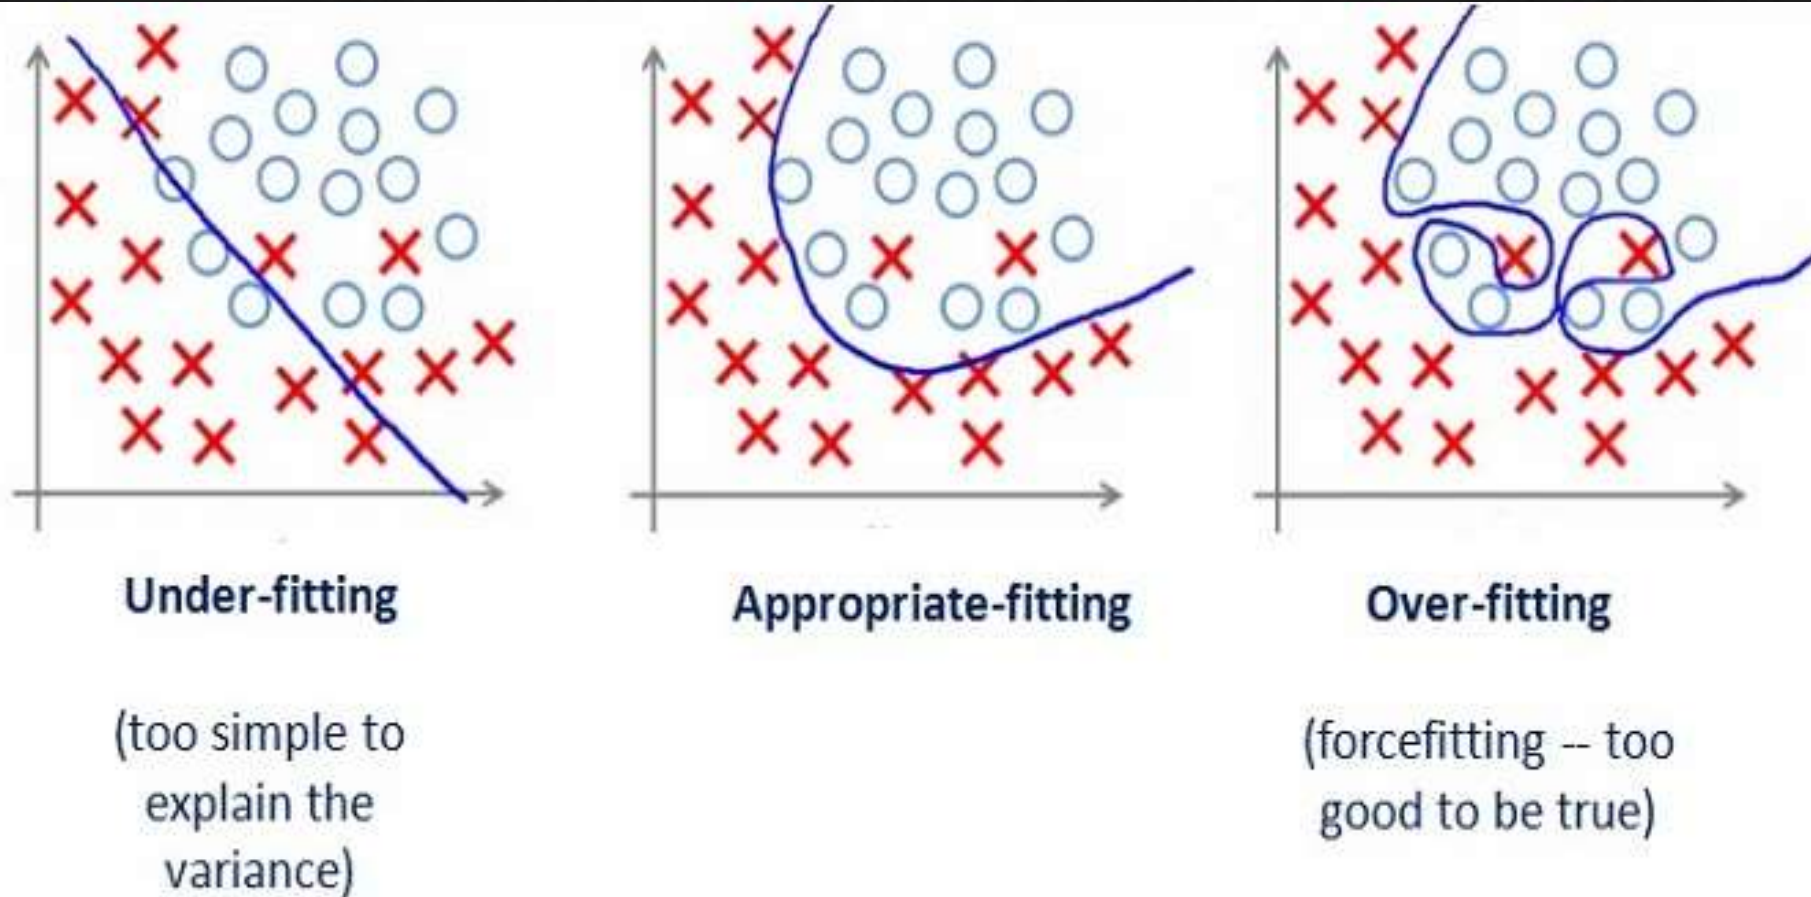 Under-fitting
(too simple to
explain the
variance)
Appropriate-fitting
Over-fitting
(forcefitting -- too
good to be true)